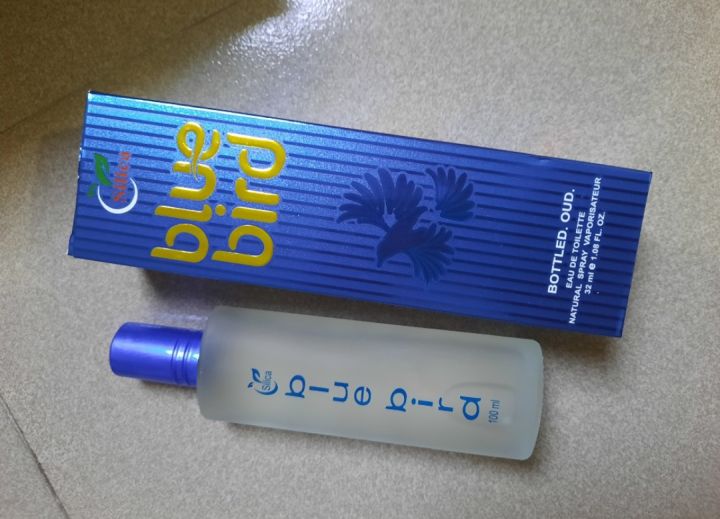 Silica
blue
bird
BOTTLED. OUD.
EAU DE TOILETTE
NATURAL SPRAY VAPORISATEUR
32 ml e 1.08 FL. OZ.
Silica
blue bird
100 ml